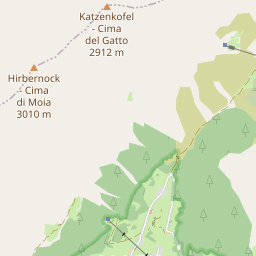 Katzenkofel
- Cima
del Gatto
2912 m
Hirbernock
- Cima
di Moia
3010 m